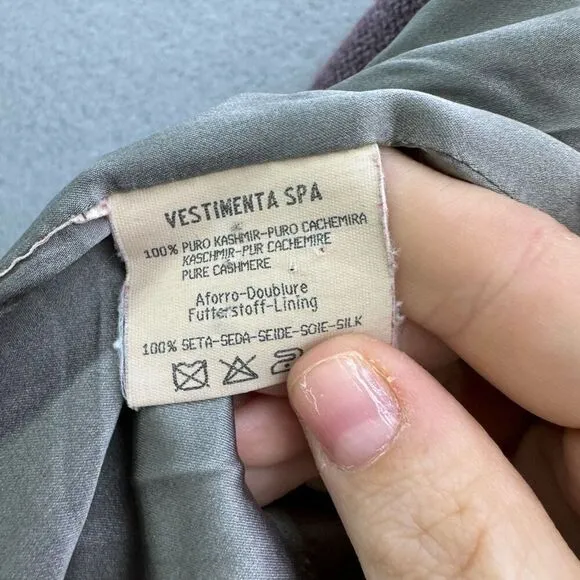 VESTIMENTA SPA
100% PURO KASHMIR-PURO CACHEMIRA
KASCHMIR-PUR CACHEMIRE
PURE CASHMERE
Aforro-Doublure
Futterstoff-Lining
100% SETA-SEDA-SEIDE-SOIE-SILK